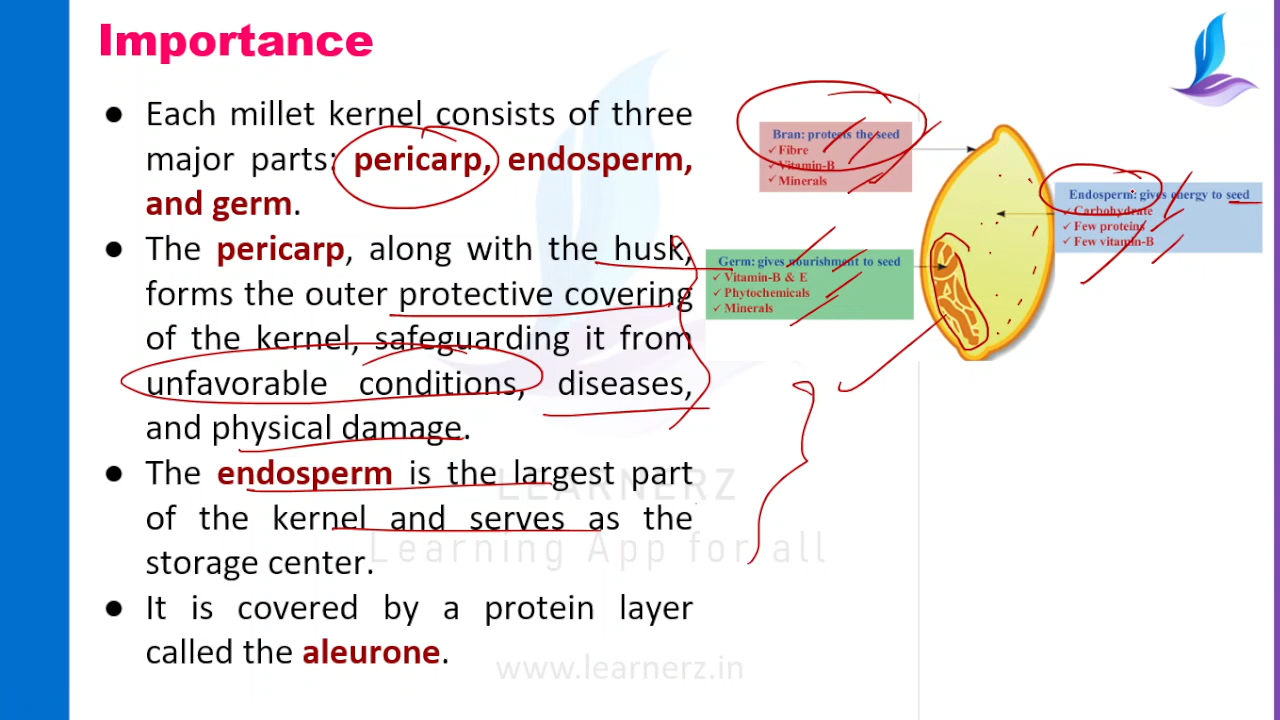 Importance
● Each millet kernel consists of three
major parts: pericarp, endosperm,
and germ.
● The pericarp, along with the husk,
forms the outer protective covering
of the kernel, safeguarding it from
unfavorable conditions, diseases,
and physical damage.
● The endosperm is the largest part
of the kernel and serves as the
storage center.
● It is covered by a protein layer
called the aleurone.
Bran: protects the seed
✓ Fibre
✓ Vitamin-B
✓ Minerals
Endosperm: gives energy to seed
✓ Carbohydrate
✓ Few proteins
✓ Few vitamin-B
Germ: gives nourishment to seed
✓ Vitamin-B & E
✓ Phytochemicals
✓ Minerals
LEARNERZ
Learning App for all
www.learnerz.in